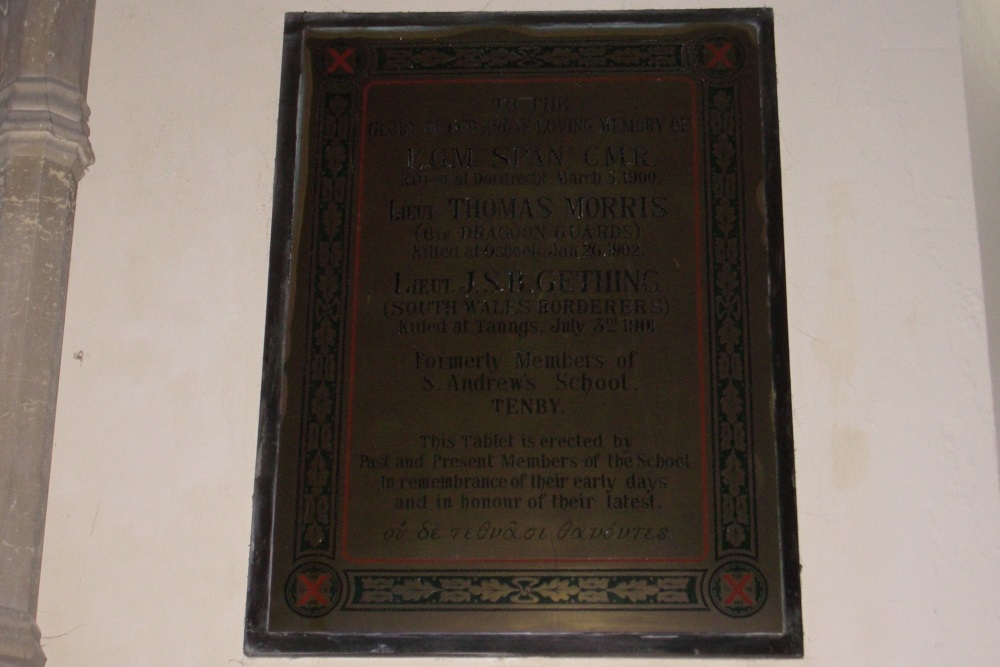 TO THE
GLORY OF GOD AND IN LOVING MEMORY OF
L.G.M. SPAN. C.M.R.
Killed at Dordrecht, March 5, 1900.
LIEUT. THOMAS MORRIS
(6TH DRAGOON GUARDS)
Killed at Jan 26, 1902.
LIEUT. J.S.B. GETHING
(SOUTH WALES BORDERERS)
Killed at Taungs, July 5TH 1901
Formerly Members of
S. Andrew's School,
TENBY.
This Tablet is erected by
Past and Present Members of the School
In remembrance of their early days
and in honour of their latest.
οὐ δὲ τεθνᾶσι θανόντες